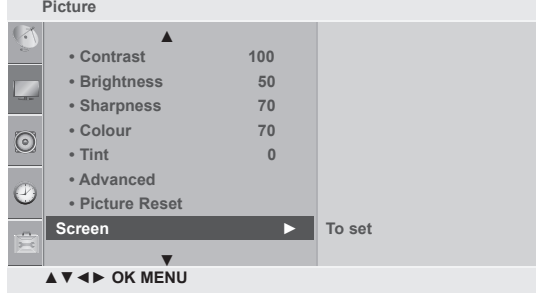 Picture
▲
• Contrast 100
• Brightness 50
• Sharpness 70
• Colour 70
• Tint 0
• Advanced
• Picture Reset
Screen ► To set
▼
▲▼◄► OK MENU